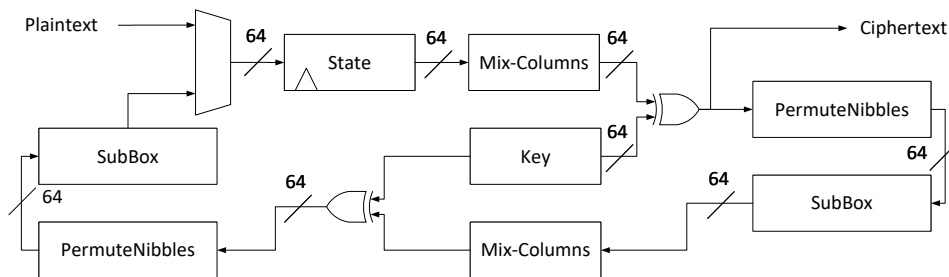 Plaintext
64
State
64
Mix-Columns
64
Ciphertext
PermuteNibbles
SubBox
64
Key
64
64
64
64
SubBox
PermuteNibbles
Mix-Columns